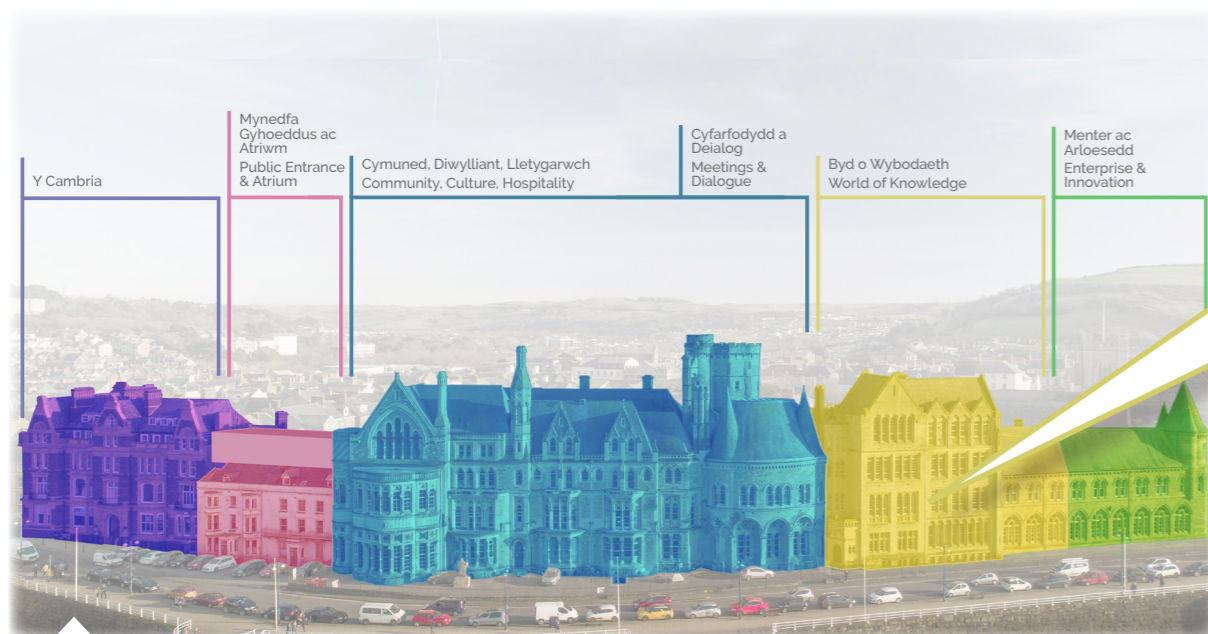 Y Cambria
Mynedfa
Gyhoeddus ac
Atriwm
Public Entrance
& Atrium
Cymuned, Diwylliant, Lletygarwch
Community, Culture, Hospitality
Cyfarfodydd a
Deialog
Meetings &
Dialogue
Byd o Wybodaeth
World of Knowledge
Menter ac
Arloesedd
Enterprise &
Innovation